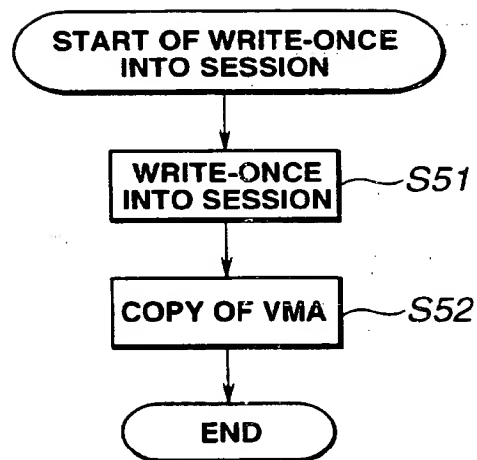 START OF WRITE-ONCE
INTO SESSION
WRITE-ONCE
INTO SESSION
S51
COPY OF VMA
S52
END